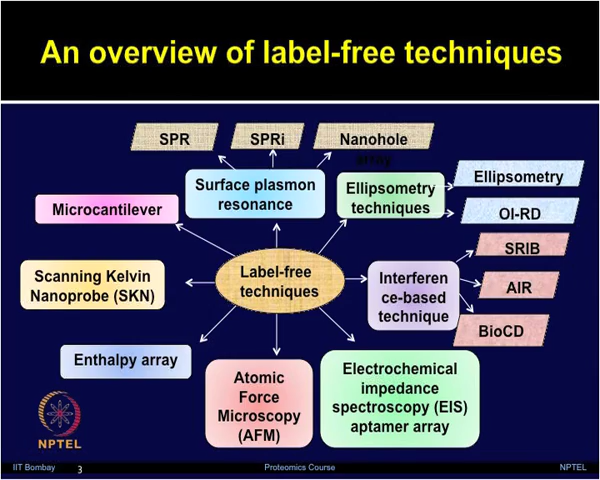 An overview of label-free techniques
SPR
SPRi
Nanohole
array
Surface plasmon
resonance
Ellipsometry
techniques
Ellipsometry
OI-RD
Microcantilever
Label-free
techniques
Interferen
ce-based
technique
SRIB
AIR
BioCD
Scanning Kelvin
Nanoprobe (SKN)
Enthalpy array
Atomic
Force
Microscopy
(AFM)
Electrochemical
impedance
spectroscopy (EIS)
aptamer array
NPTEL
IIT Bombay
3
Proteomics Course
NPTEL